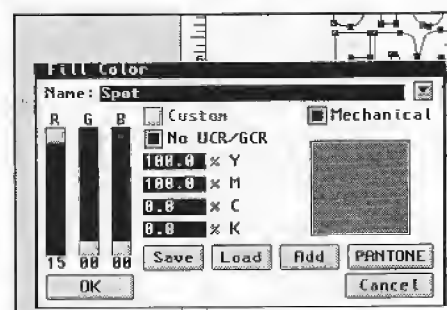 Fill Color
Name: Spot
R G B
Custom
Mechanical
No UCR/GCR
100.0 % Y
100.0 % M
0.0 % C
0.0 % K
15 00 00
Save Load Add PANTONE
OK
Cancel